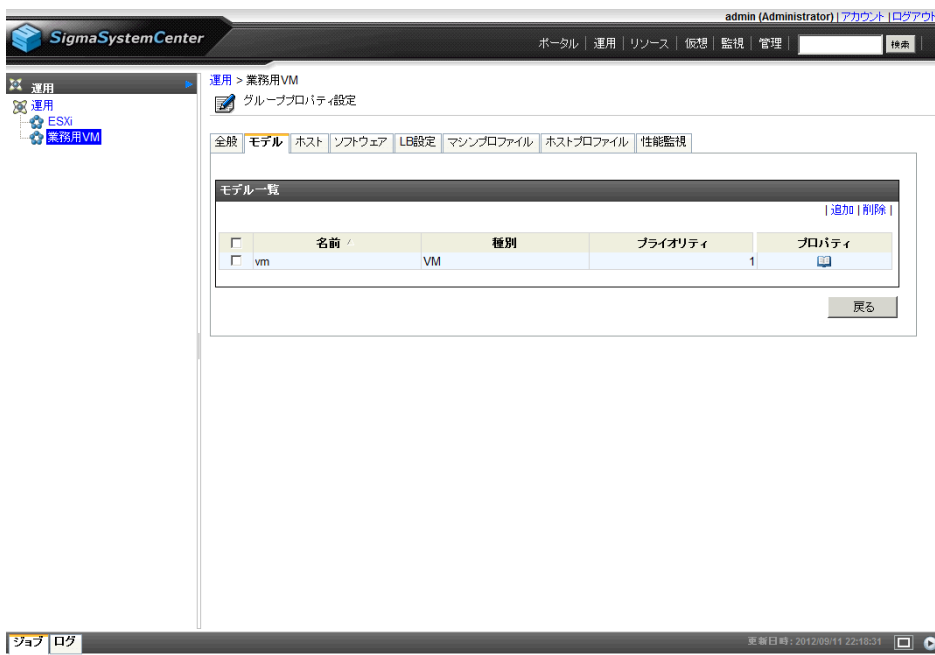 admin (Administrator) | アカウント | ログアウト
SigmaSystemCenter
ポータル | 運用 | リソース | 仮想 | 監視 | 管理 | 検索 |
運用
運用
ESXi
業務用VM
運用 > 業務用VM
グループプロパティ設定
全般 モデル ホスト ソフトウェア LB設定 マシンプロファイル ホストプロファイル 性能監視
モデル一覧
| 追加 | 削除 |
名前 種別 プライオリティ プロパティ
vm VM 1
戻る
ジョブ ログ
更新日時 : 2012/09/11 22:18:31